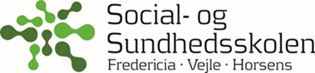 Social- og
Sundhedsskolen
Fredericia · Vejle · Horsens